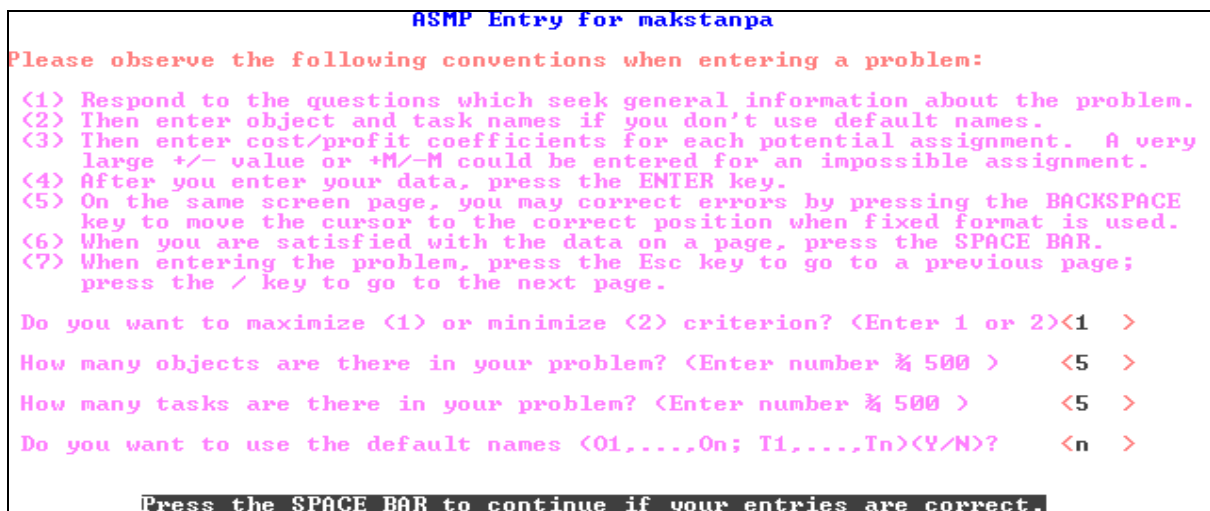 ASMP Entry for makstanpa
Please observe the following conventions when entering a problem:
(1) Respond to the questions which seek general information about the problem.
(2) Then enter object and task names if you don't use default names.
(3) Then enter cost/profit coefficients for each potential assignment. A very
large +/- value or +M/-M could be entered for an impossible assignment.
(4) After you enter your data, press the ENTER key.
(5) On the same screen page, you may correct errors by pressing the BACKSPACE
key to move the cursor to the correct position when fixed format is used.
(6) When you are satisfied with the data on a page, press the SPACE BAR.
(7) When entering the problem, press the Esc key to go to a previous page;
press the / key to go to the next page.
Do you want to maximize (1) or minimize (2) criterion? (Enter 1 or 2)<1 >
How many objects are there in your problem? (Enter number ¾ 500 ) <5 >
How many tasks are there in your problem? (Enter number ¾ 500 ) <5 >
Do you want to use the default names (O1,....,On; T1,....,Tn)(Y/N)? <n >
Press the SPACE BAR to continue if your entries are correct.